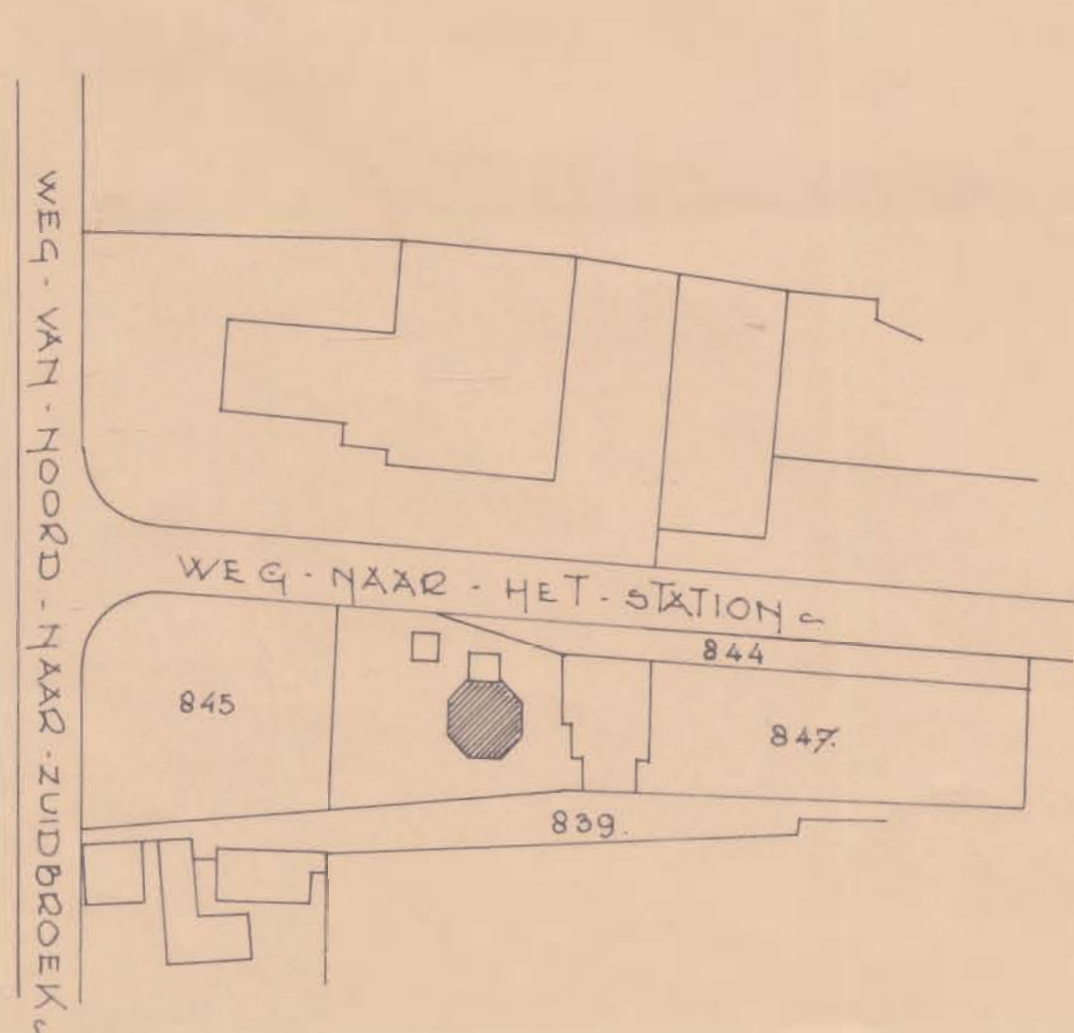 WEG - VAN - NOORD - NAAR - ZUIDBROEK
WEG - NAAR - HET - STATION
844
845
847.
839.